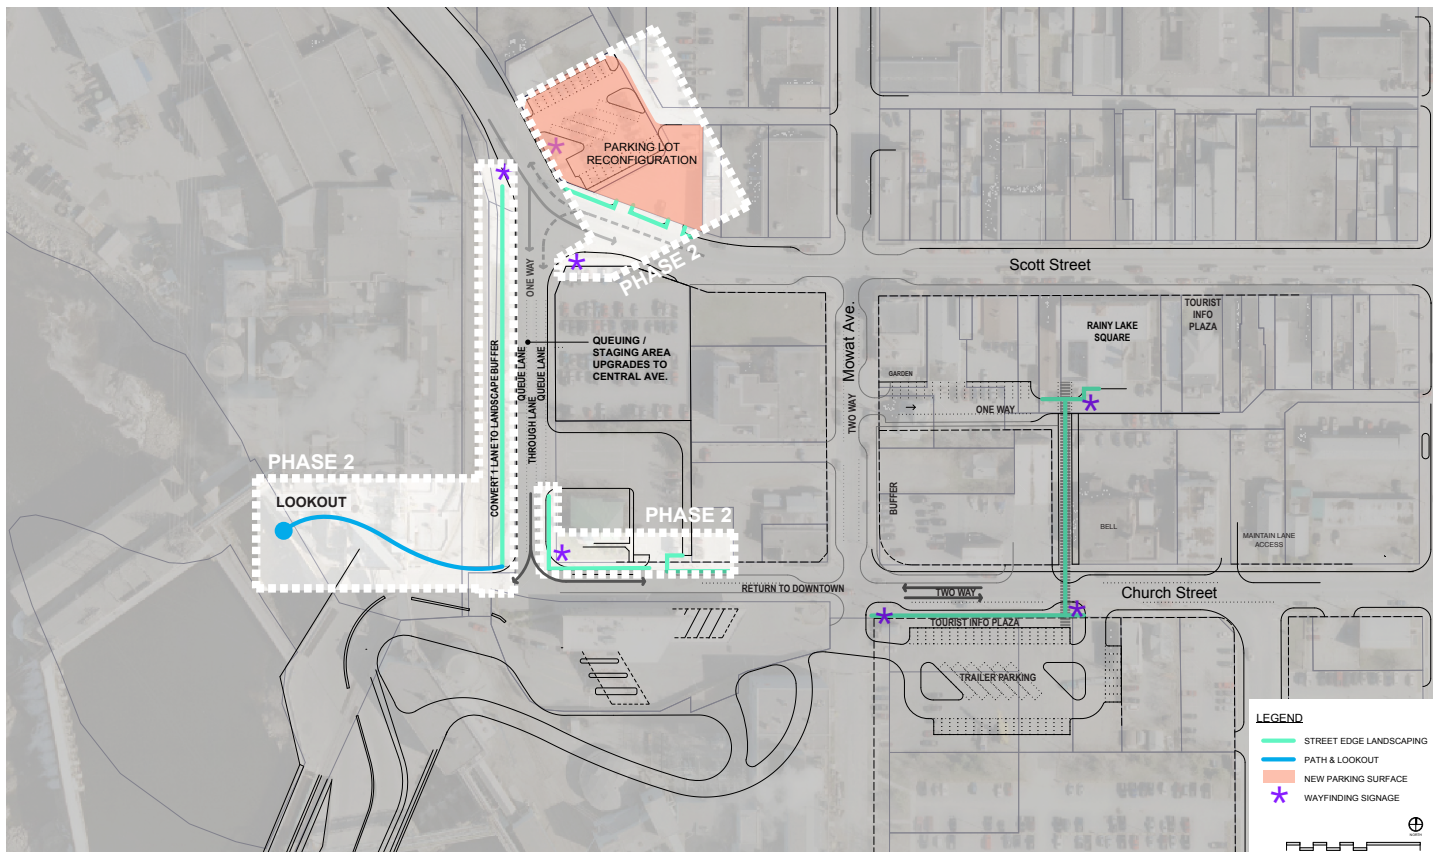 PARKING LOT
RECONFIGURATION
PHASE 2
Scott Street
ONE WAY
Mowat Ave.
TOURIST
INFO
PLAZA
RAINY LAKE
SQUARE
QUEUING /
STAGING AREA
UPGRADES TO
CENTRAL AVE.
CONVERT 1 LANE TO LANDSCAPE BUFFER
QUEUE LANE
QUEUE LANE
THROUGH LANE
GARDEN
ONE WAY
TWO WAY
PHASE 2
LOOKOUT
BUFFER
PHASE 2
BELL
MAINTAIN LANE
ACCESS
RETURN TO DOWNTOWN
TWO WAY
Church Street
TOURIST INFO PLAZA
TRAILER PARKING
LEGEND
STREET EDGE LANDSCAPING
PATH & LOOKOUT
NEW PARKING SURFACE
WAYFINDING SIGNAGE
NORTH